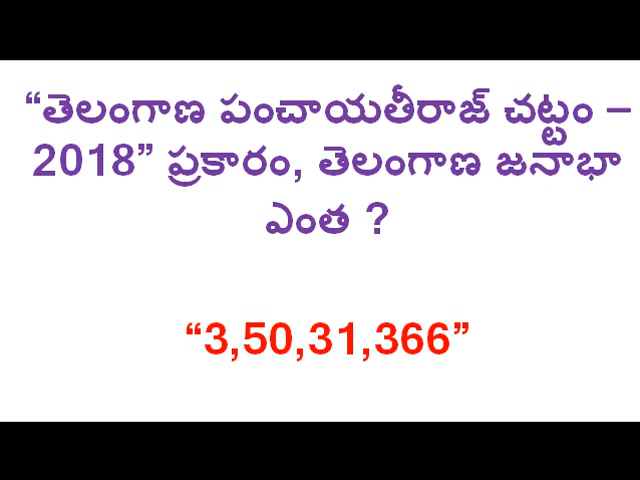 “తెలంగాణ పంచాయతీరాజ్ చట్టం –
2018” ప్రకారం, తెలంగాణ జనాభా
ఎంత ?
“3,50,31,366”